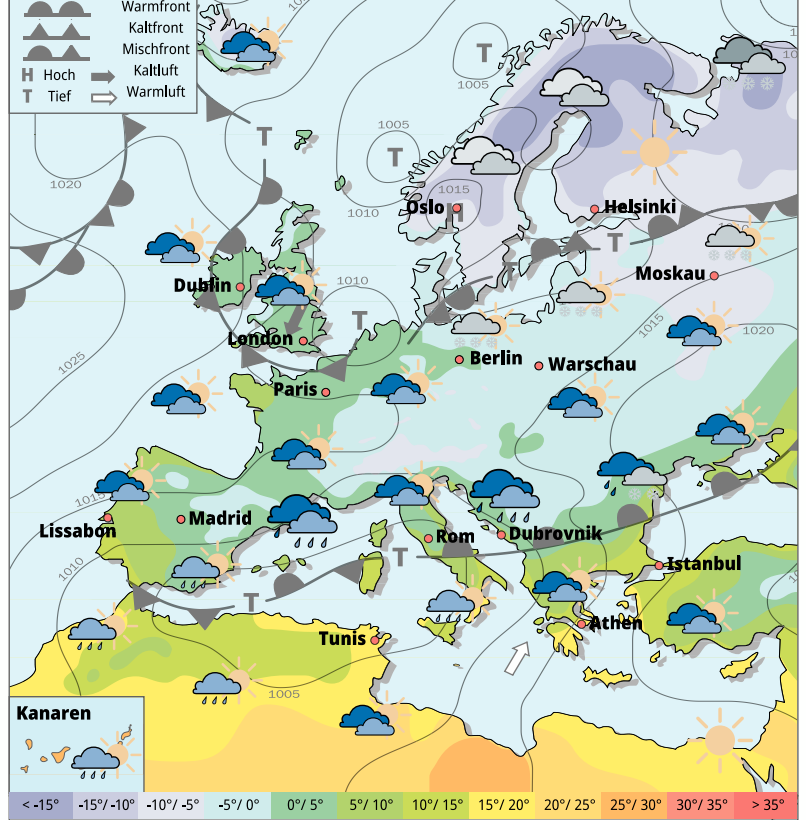 Warmfront
Kaltfront
Mischfront
H Hoch Kaltluft
T Tief Warmluft
T
1005
T
1005
T
1020
1015
Oslo H
1010
Helsinki
T
T
Moskau
Dublin
1010
T
1015
1020
London
1025
Berlin
Warschau
Paris
1015
Lissabon
Madrid
Rom
Dubrovnik
T
1010
Istanbul
T
Athen
Tunis
1005
Kanaren
< -15° -15°/ -10° -10°/ -5° -5°/ 0° 0°/ 5° 5°/ 10° 10°/ 15° 15°/ 20° 20°/ 25° 25°/ 30° 30°/ 35° > 35°